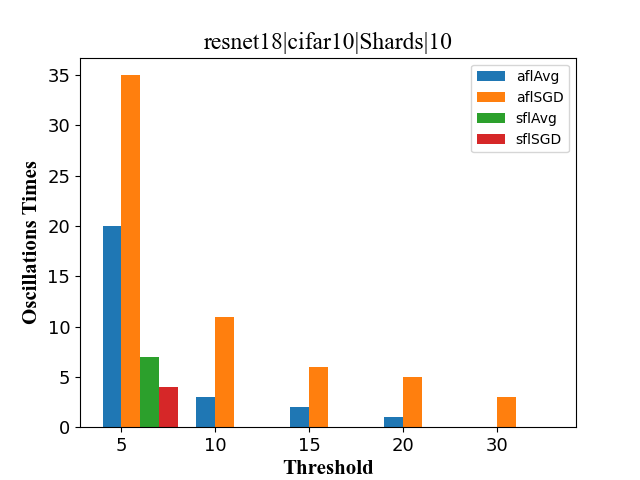 resnet18|cifar10|Shards|10
aflAvg
aflSGD
sflAvg
sflSGD
Oscillations Times
35
30
25
20
15
10
5
0
5 10 15 20 30
Threshold